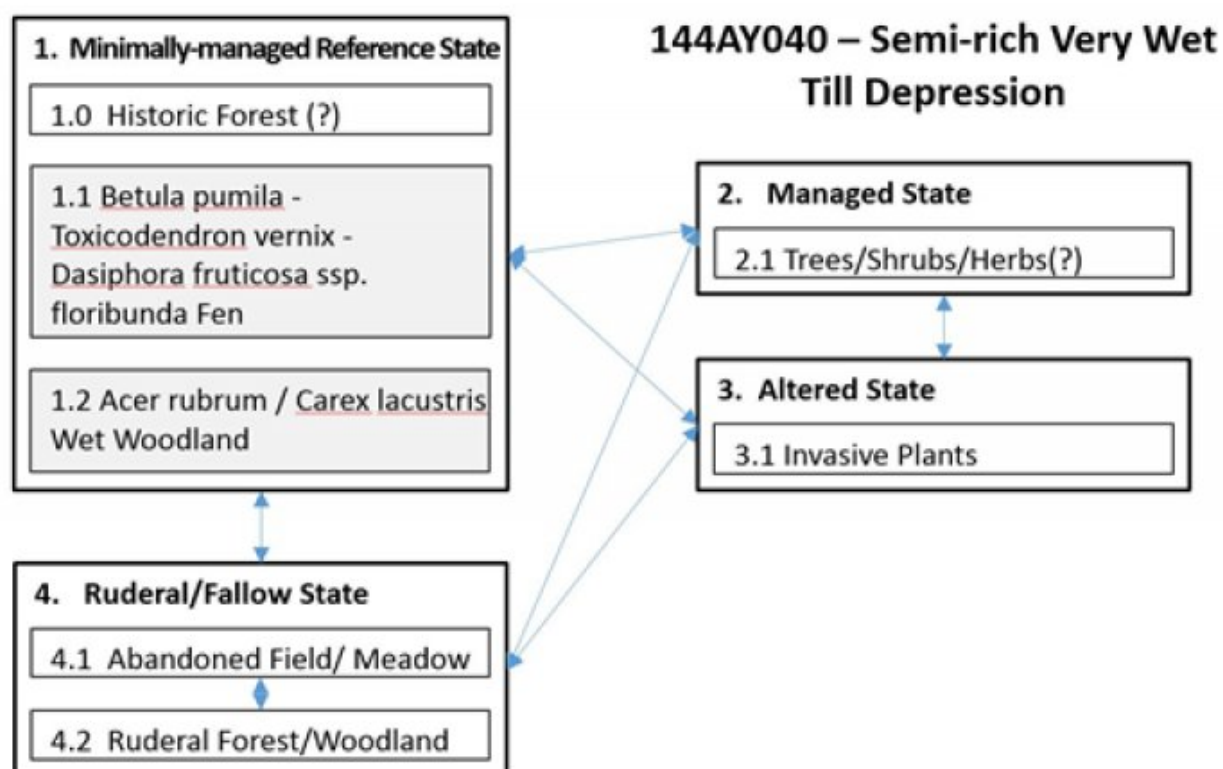 144AY040 – Semi-rich Very Wet
Till Depression
1. Minimally-managed Reference State
1.0 Historic Forest (?)
1.1 Betula pumila -
Toxicodendron vernix -
Dasiphora fruticosa ssp.
floribunda Fen
1.2 Acer rubrum / Carex lacustris
Wet Woodland
2. Managed State
2.1 Trees/Shrubs/Herbs(?)
3. Altered State
3.1 Invasive Plants
4. Ruderal/Fallow State
4.1 Abandoned Field/ Meadow
4.2 Ruderal Forest/Woodland